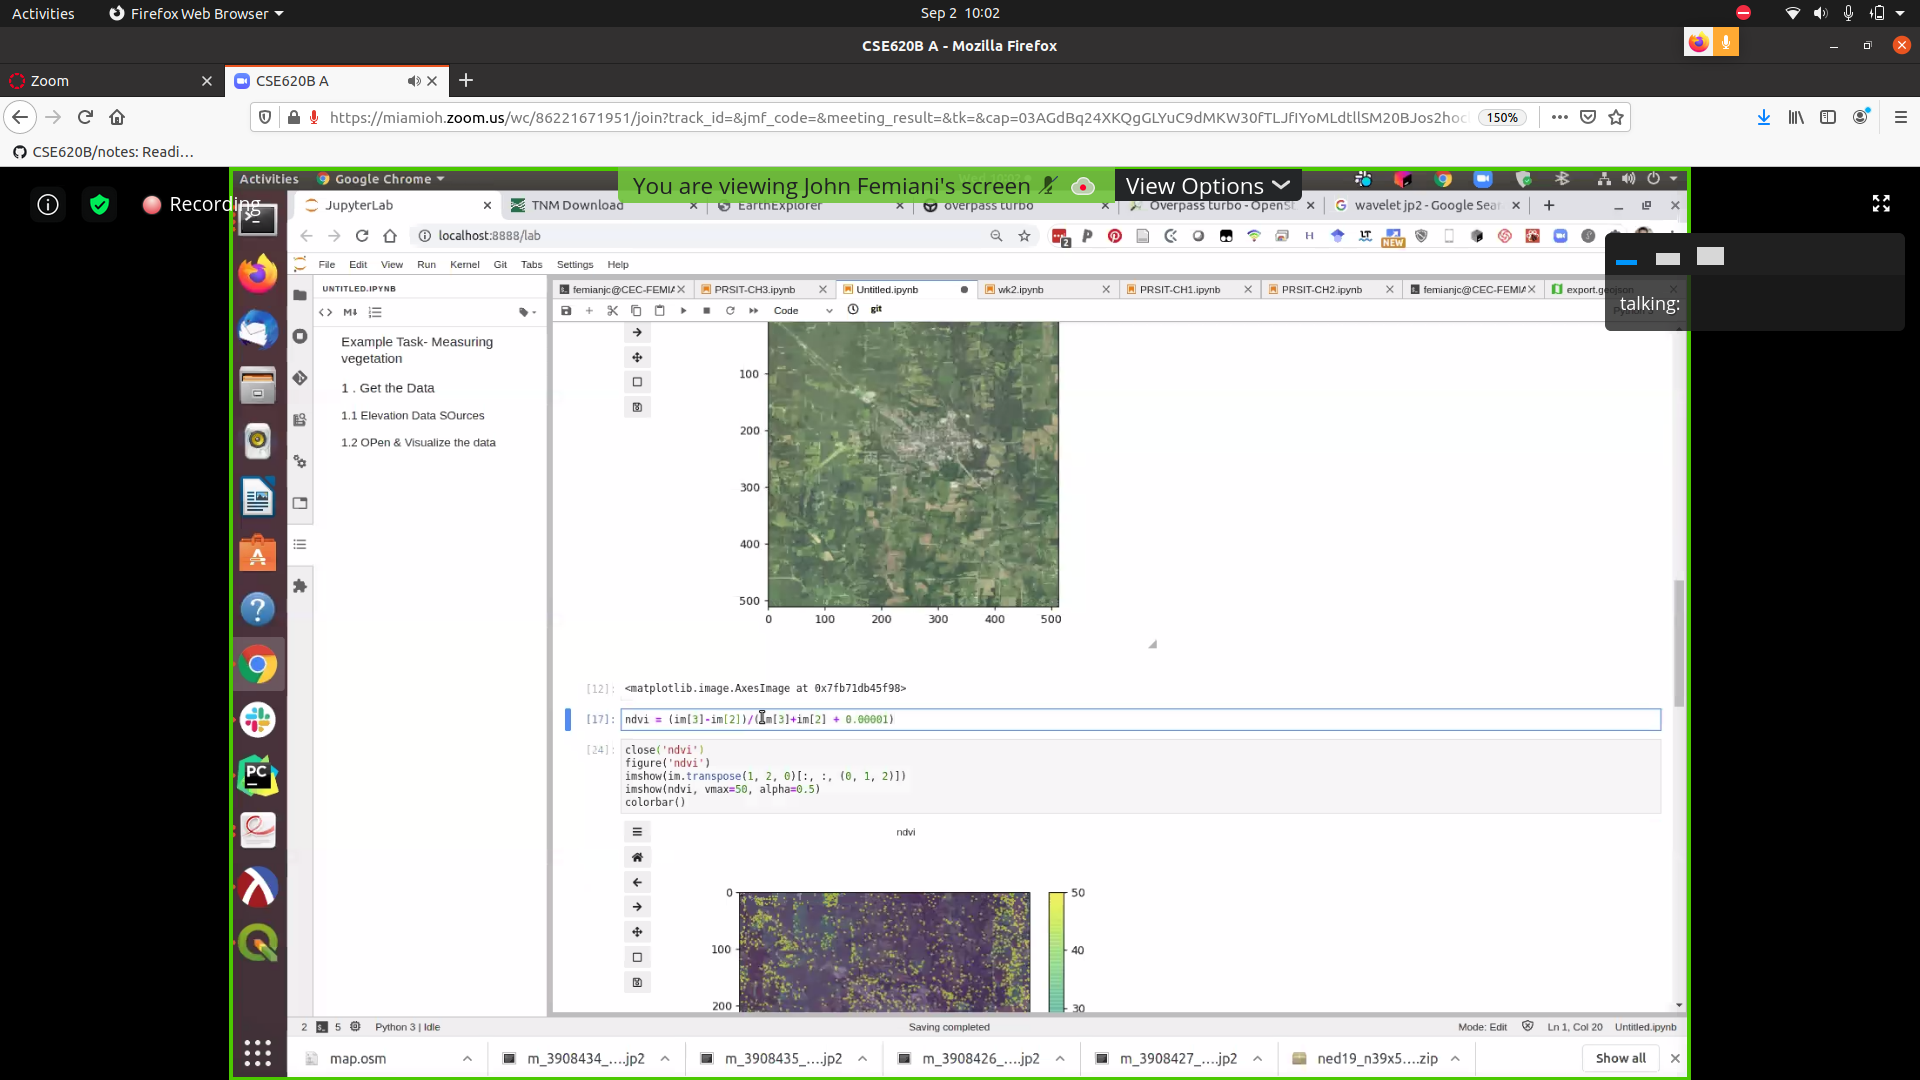 Activities
Firefox Web Browser
Sep 2 10:02
CSE620B A - Mozilla Firefox
Zoom
CSE620B A
https://miamioh.zoom.us/wc/86221671951/join?track_id=&jmf_code=&meeting_result=&tk=&cap=03AGdBq24XKQgGLYuC9dMKW30fTLJfIYoMLdtllSM20BJos2hoc
150%
CSE620B/notes: Readi...
Activities
Google Chrome
You are viewing John Femiani's screen
View Options
Recording
JupyterLab
TNM Download
EarthExplorer
overpass turbo
Overpass turbo - OpenSt
wavelet jp2 - Google Sear
localhost:8888/lab
2
NEW
talking:
File Edit View Run Kernel Git Tabs Settings Help
UNTITLED.IPYNB
femianjc@CEC-FEMIA
PRSIT-CH3.ipynb
Untitled.ipynb
wk2.ipynb
PRSIT-CH1.ipynb
PRSIT-CH2.ipynb
femianjc@CEC-FEMIA
export.geojson
Code
git
Example Task- Measuring
vegetation
1 . Get the Data
1.1 Elevation Data SOurces
1.2 OPen & Visualize the data
100
200
300
400
500
0 100 200 300 400 500
[12]: <matplotlib.image.AxesImage at 0x7fb71db45f98>
[17]: ndvi = (im[3]-im[2])/(im[3]+im[2] + 0.00001)
[24]: close('ndvi')
figure('ndvi')
imshow(im.transpose(1, 2, 0)[:, :, (0, 1, 2)])
imshow(ndvi, vmax=50, alpha=0.5)
colorbar()
ndvi
0
100
200
50
40
30
2 5 Python 3 | Idle
Saving completed
Mode: Edit
Ln 1, Col 20
Untitled.ipynb
map.osm
m_3908434_....jp2
m_3908435_....jp2
m_3908426_....jp2
m_3908427_....jp2
ned19_n39x5....zip
Show all